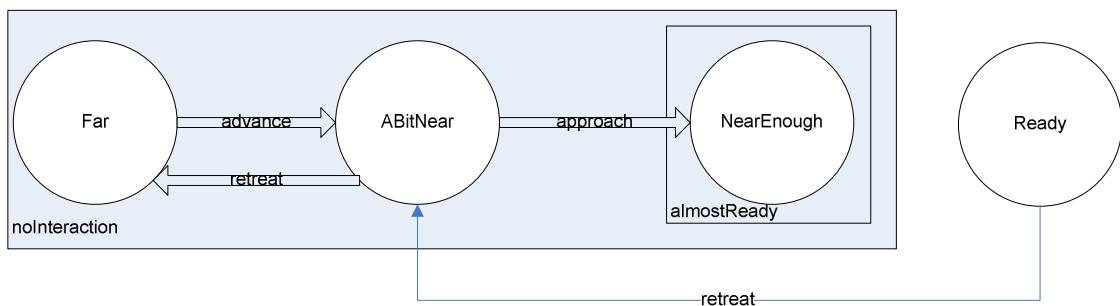 Far
advance
ABitNear
approach
NearEnough
Ready
retreat
almostReady
noInteraction
retreat